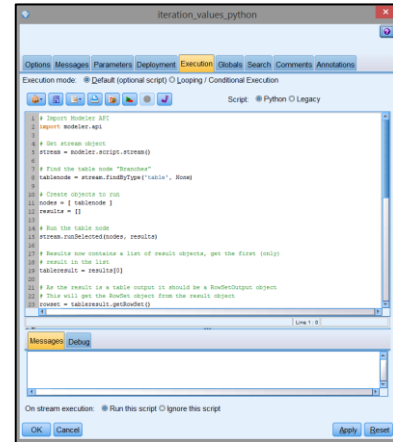 iteration_values_python
Options Messages Parameters Deployment Execution Globals Search Comments Annotations
Execution mode: Default (optional script) Looping / Conditional Execution
Script: Python Legacy
1 # Import Modeler API
2 import modeler.api
3
4 # Get stream object
5 stream = modeler.script.stream()
6
7 # Find the table node "Branches"
8 tablenode = stream.findByType("table", None)
9
10 # Create objects to run
11 nodes = [ tablenode ]
12 results = []
13
14 # Run the table node
15 stream.runSelected(nodes, results)
16
17 # Results now contains a list of result objects, get the first (only)
18 # result in the list
19 tableresult = results[0]
20
21 # As the result is a table output it should be a RowSetOutput object
22 # This will get the RowSet object from the result object
23 rowset = tableresult.getRowSet()
Line 1 : 0
Messages Debug
On stream execution: Run this script Ignore this script
OK Cancel Apply Reset